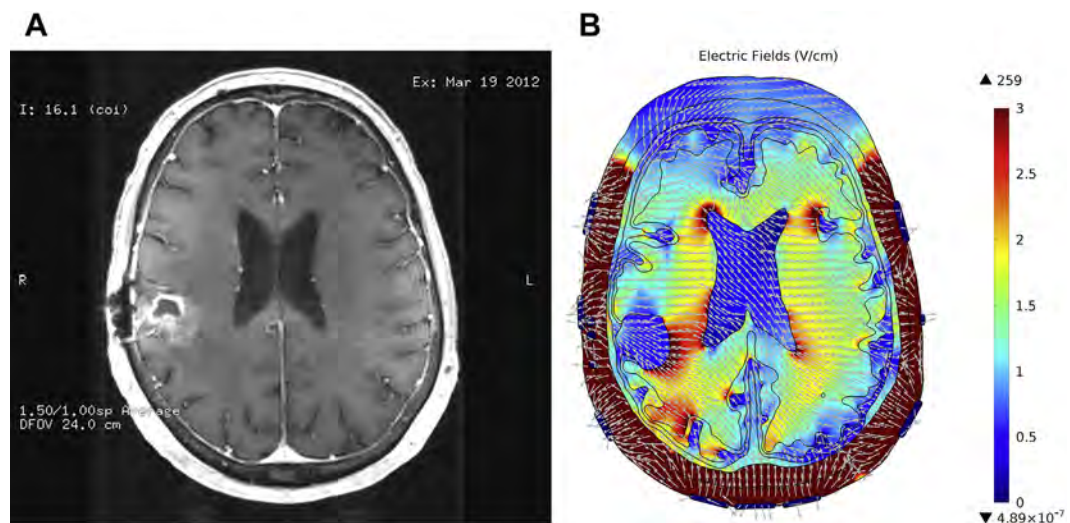 A
B
Electric Fields (V/cm)
I: 16.1 (coi)
Ex: Mar 19 2012
R
L
1.50/1.00sp Average
DFOV 24.0 cm
▲ 259
3
2.5
2
1.5
1
0.5
0
▼ 4.89×10⁻⁷